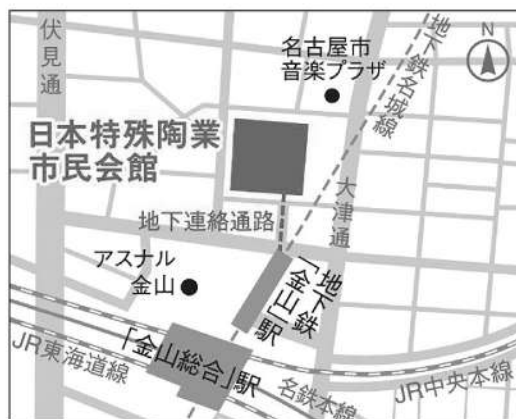 伏見通
名古屋市
音楽プラザ
N
地下鉄名城線
日本特殊陶業
市民会館
大津通
地下連絡通路
アスナル
金山
地下鉄
「金山」駅
「金山総合」駅
JR東海道線
名鉄本線
JR中央本線